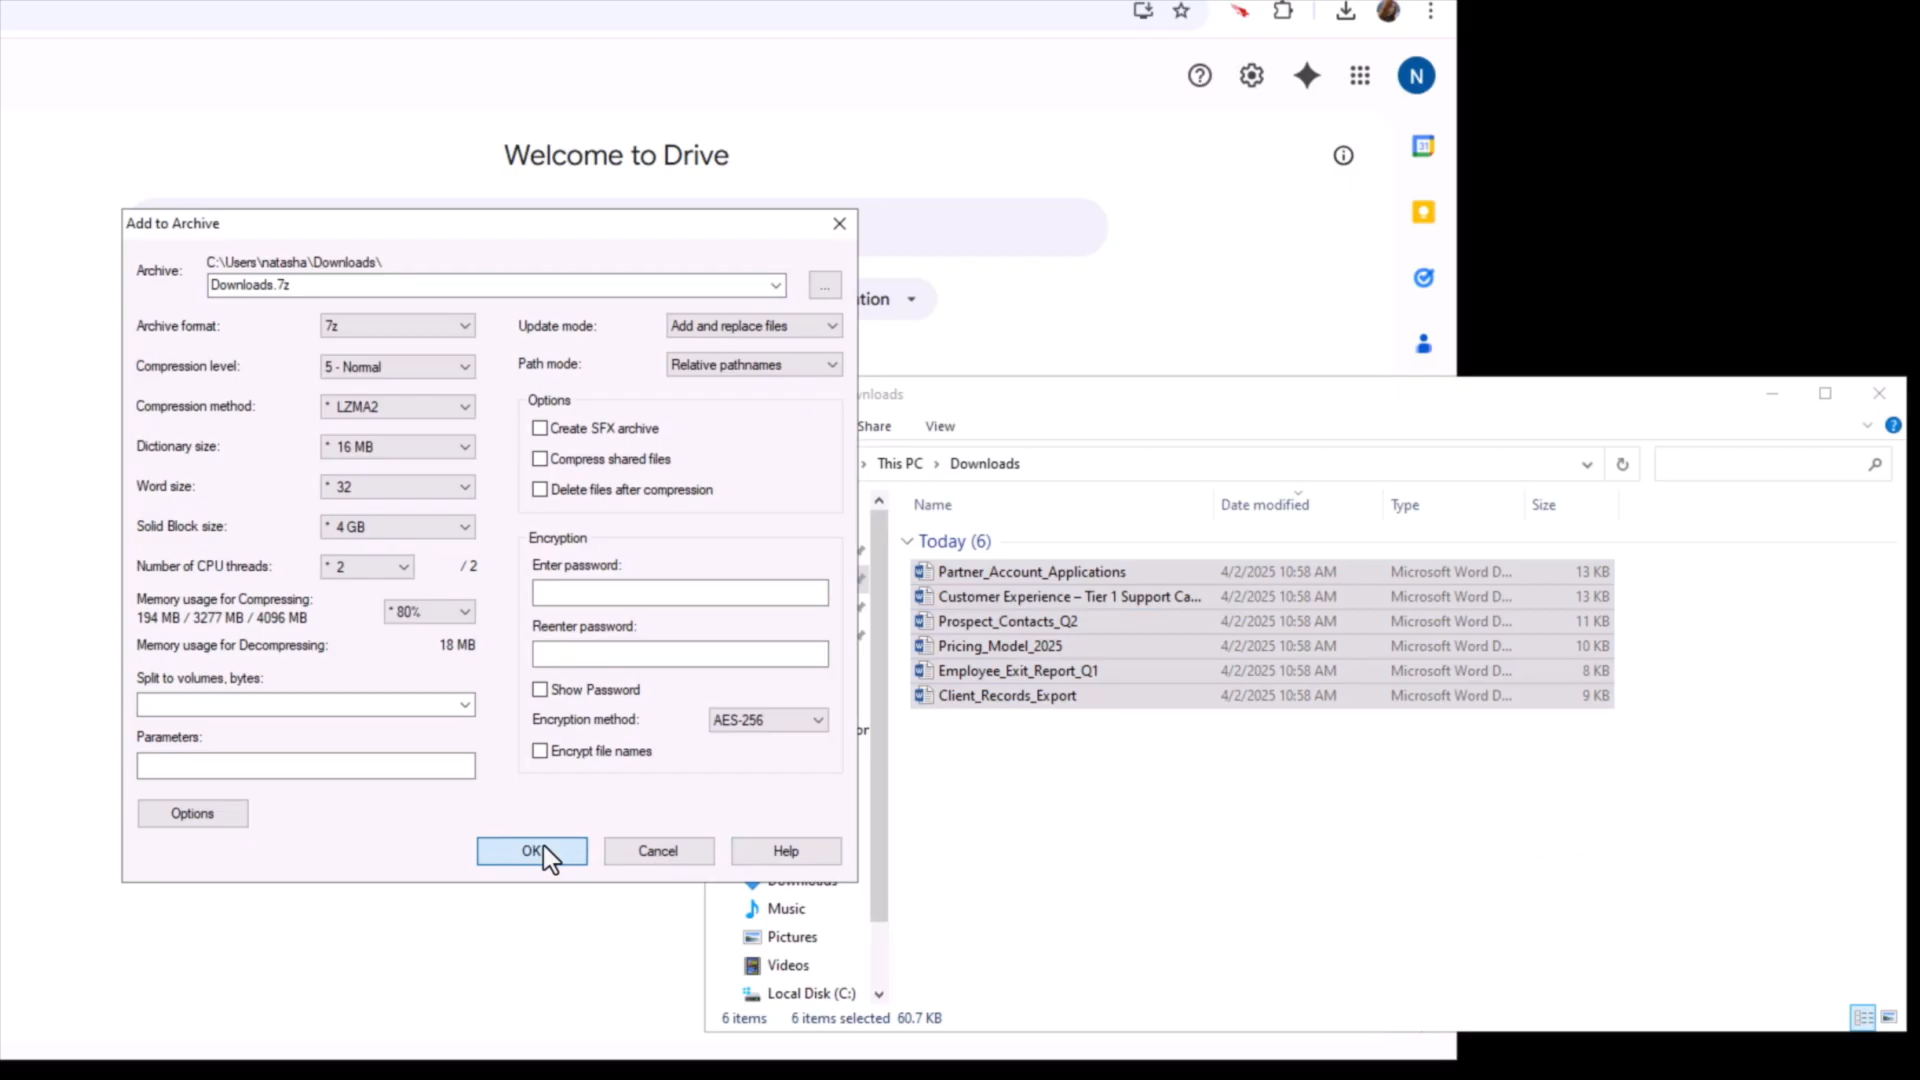 N
Welcome to Drive
31
Add to Archive
Archive:
C:\Users\natasha\Downloads\
Downloads.7z
...
ition
Archive format:
7z
Update mode:
Add and replace files
Compression level:
5 - Normal
Path mode:
Relative pathnames
Compression method:
* LZMA2
Options
Create SFX archive
Dictionary size:
* 16 MB
Compress shared files
Word size:
* 32
Delete files after compression
Solid Block size:
* 4 GB
Encryption
Number of CPU threads:
* 2
/ 2
Enter password:
Memory usage for Compressing:
194 MB / 3277 MB / 4096 MB
* 80%
Reenter password:
Memory usage for Decompressing:
18 MB
Split to volumes, bytes:
Show Password
Encryption method:
AES-256
Parameters:
Encrypt file names
Options
OK
Cancel
Help
wnloads
Share
View
?
This PC
Downloads
Name
Date modified
Type
Size
Today (6)
Partner_Account_Applications
4/2/2025 10:58 AM
Microsoft Word D...
13 KB
Customer Experience – Tier 1 Support Ca...
4/2/2025 10:58 AM
Microsoft Word D...
13 KB
Prospect_Contacts_Q2
4/2/2025 10:58 AM
Microsoft Word D...
11 KB
Pricing_Model_2025
4/2/2025 10:58 AM
Microsoft Word D...
10 KB
Employee_Exit_Report_Q1
4/2/2025 10:58 AM
Microsoft Word D...
8 KB
Client_Records_Export
4/2/2025 10:58 AM
Microsoft Word D...
9 KB
or
Downloads
Music
Pictures
Videos
Local Disk (C:)
6 items
6 items selected 60.7 KB